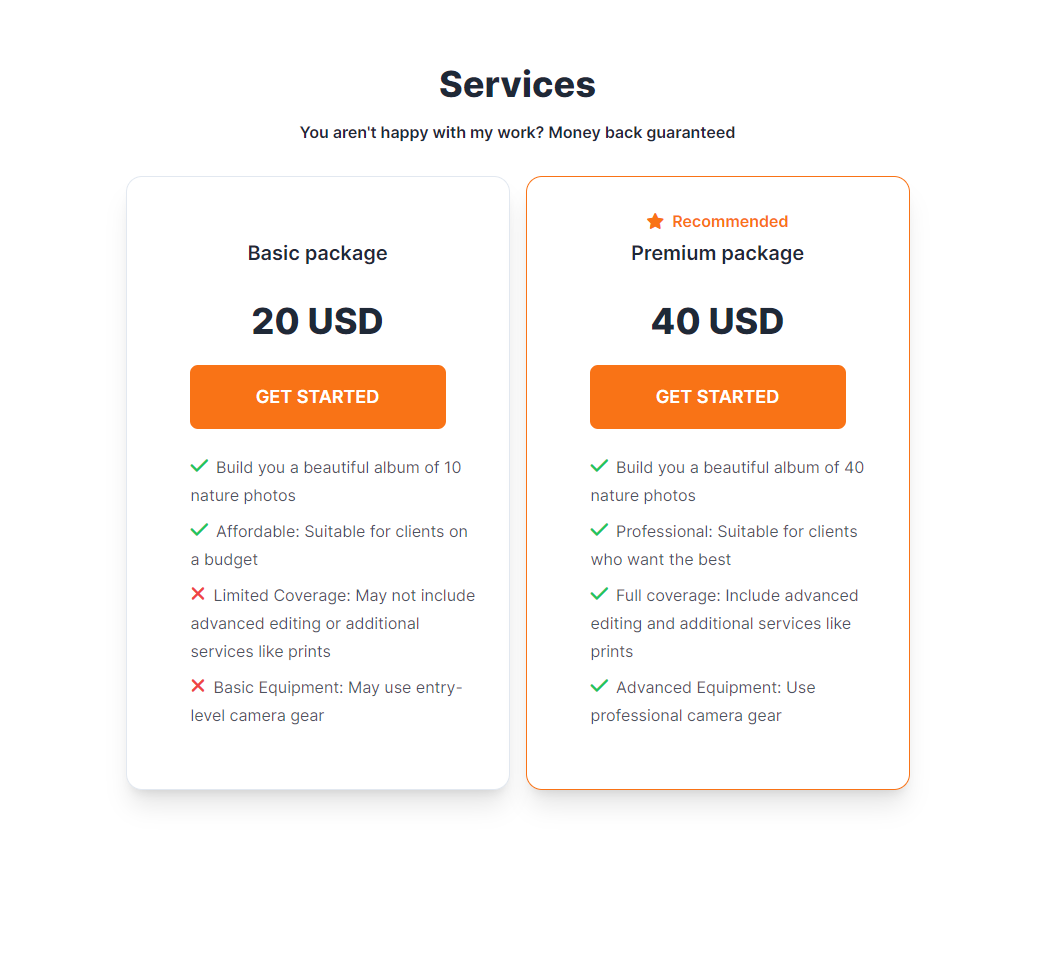 Services
You aren't happy with my work? Money back guaranteed
Basic package
20 USD
GET STARTED
Build you a beautiful album of 10
nature photos
Affordable: Suitable for clients on
a budget
Limited Coverage: May not include
advanced editing or additional
services like prints
Basic Equipment: May use entry-
level camera gear
Recommended
Premium package
40 USD
GET STARTED
Build you a beautiful album of 40
nature photos
Professional: Suitable for clients
who want the best
Full coverage: Include advanced
editing and additional services like
prints
Advanced Equipment: Use
professional camera gear